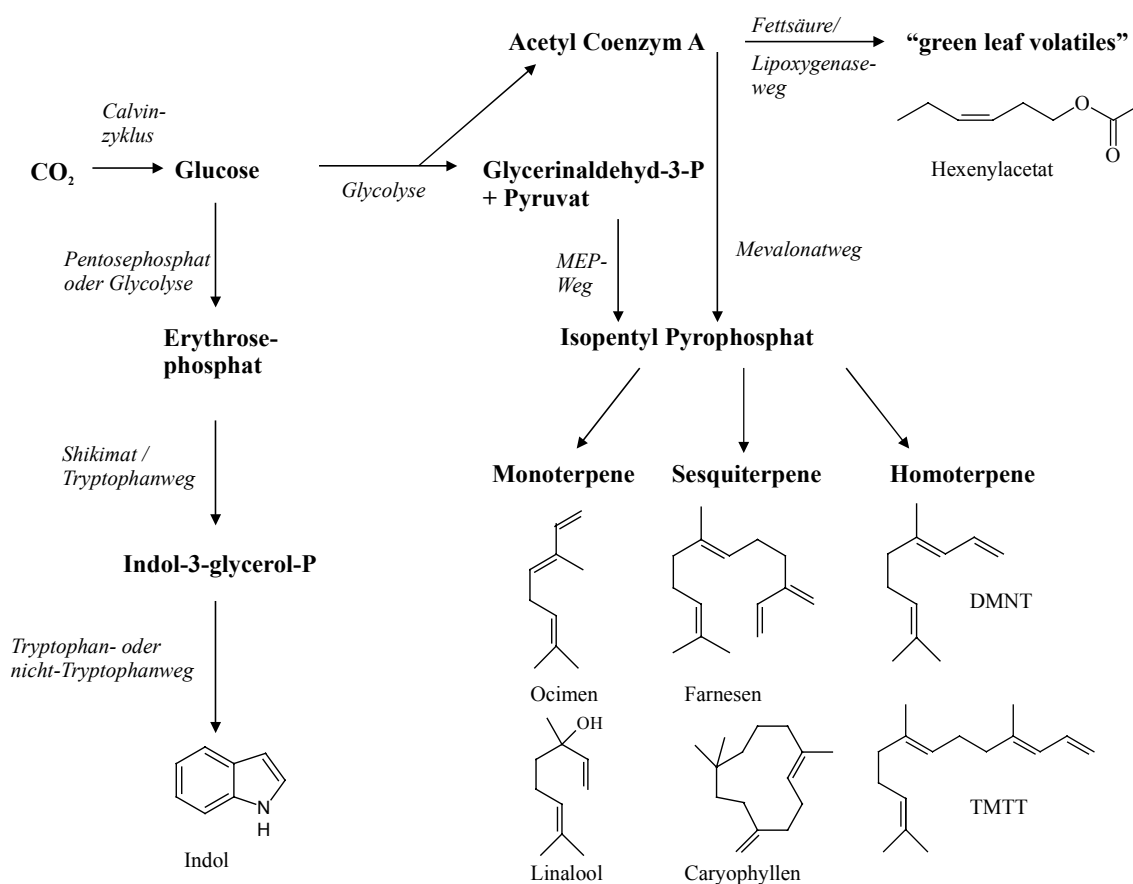 Acetyl Coenzym A
Fettsäure/
Lipoxygenase-
weg
“green leaf volatiles”
O
O
Hexenylacetat
Calvin-
zyklus
CO2
Glucose
Glycolyse
Glycerinaldehyd-3-P
+ Pyruvat
Pentosephosphat
oder Glycolyse
MEP-
Weg
Mevalonatweg
Erythrose-
phosphat
Isopentyl Pyrophosphat
Shikimat /
Tryptophanweg
Monoterpene
Sesquiterpene
Homoterpene
Indol-3-glycerol-P
DMNT
Tryptophan- oder
nicht-Tryptophanweg
Ocimen
Farnesen
OH
N
H
TMTT
Indol
Linalool
Caryophyllen